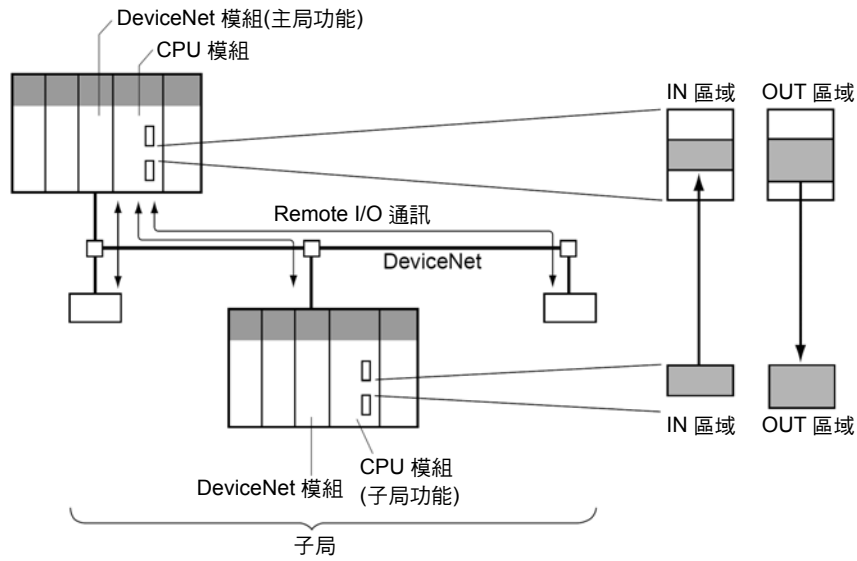 DeviceNet 模組(主局功能)
CPU 模組
IN 區域
OUT 區域
Remote I/O 通訊
DeviceNet
IN 區域
OUT 區域
DeviceNet 模組
CPU 模組
(子局功能)
子局